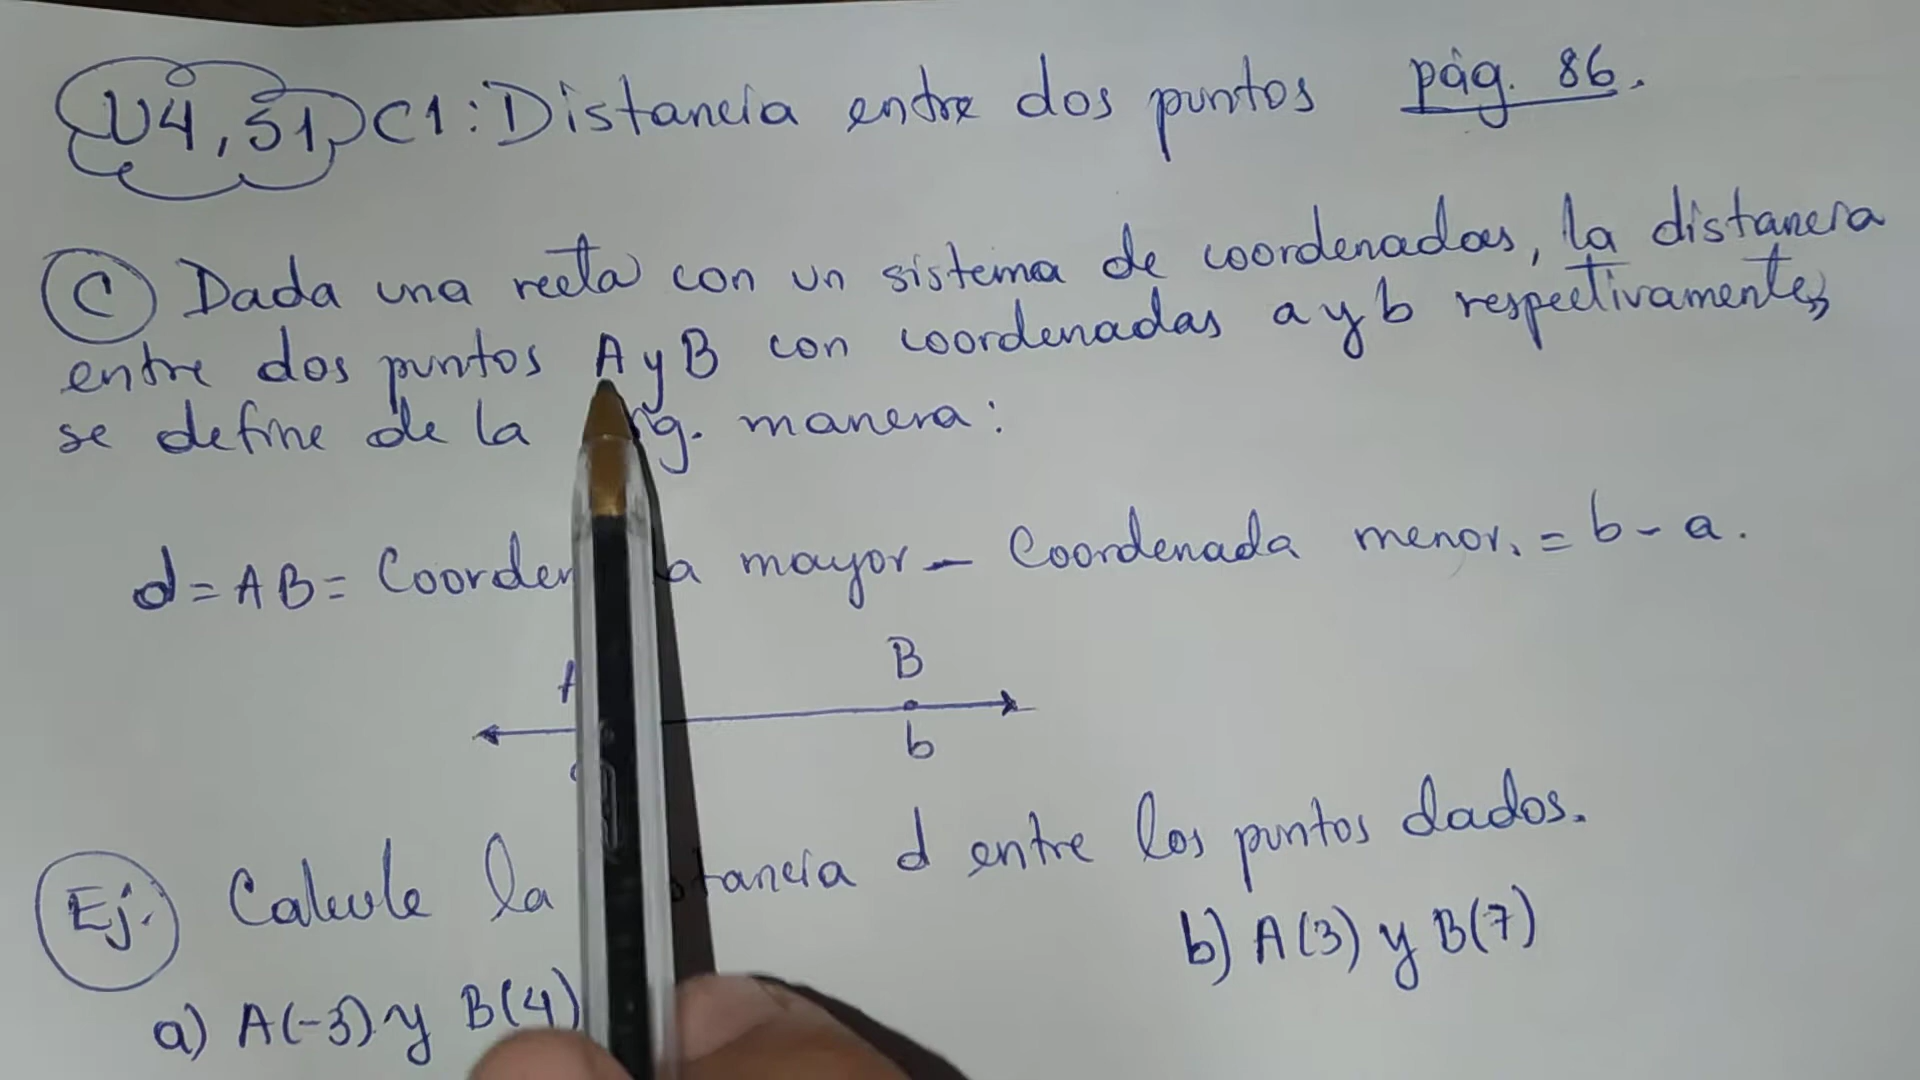 U4, S1, C1: Distancia entre dos puntos pág. 86.
C Dada una recta con un sistema de coordenadas, la distancia
entre dos puntos A y B con coordenadas a y b respectivamente,
se define de la manera:
d = AB = mayor - Coordenada menor. = b - a.
A B
b
Ej. Calcule la d entre los puntos dados.
a) A(-3) y B(4) b) A(3) y B(7)